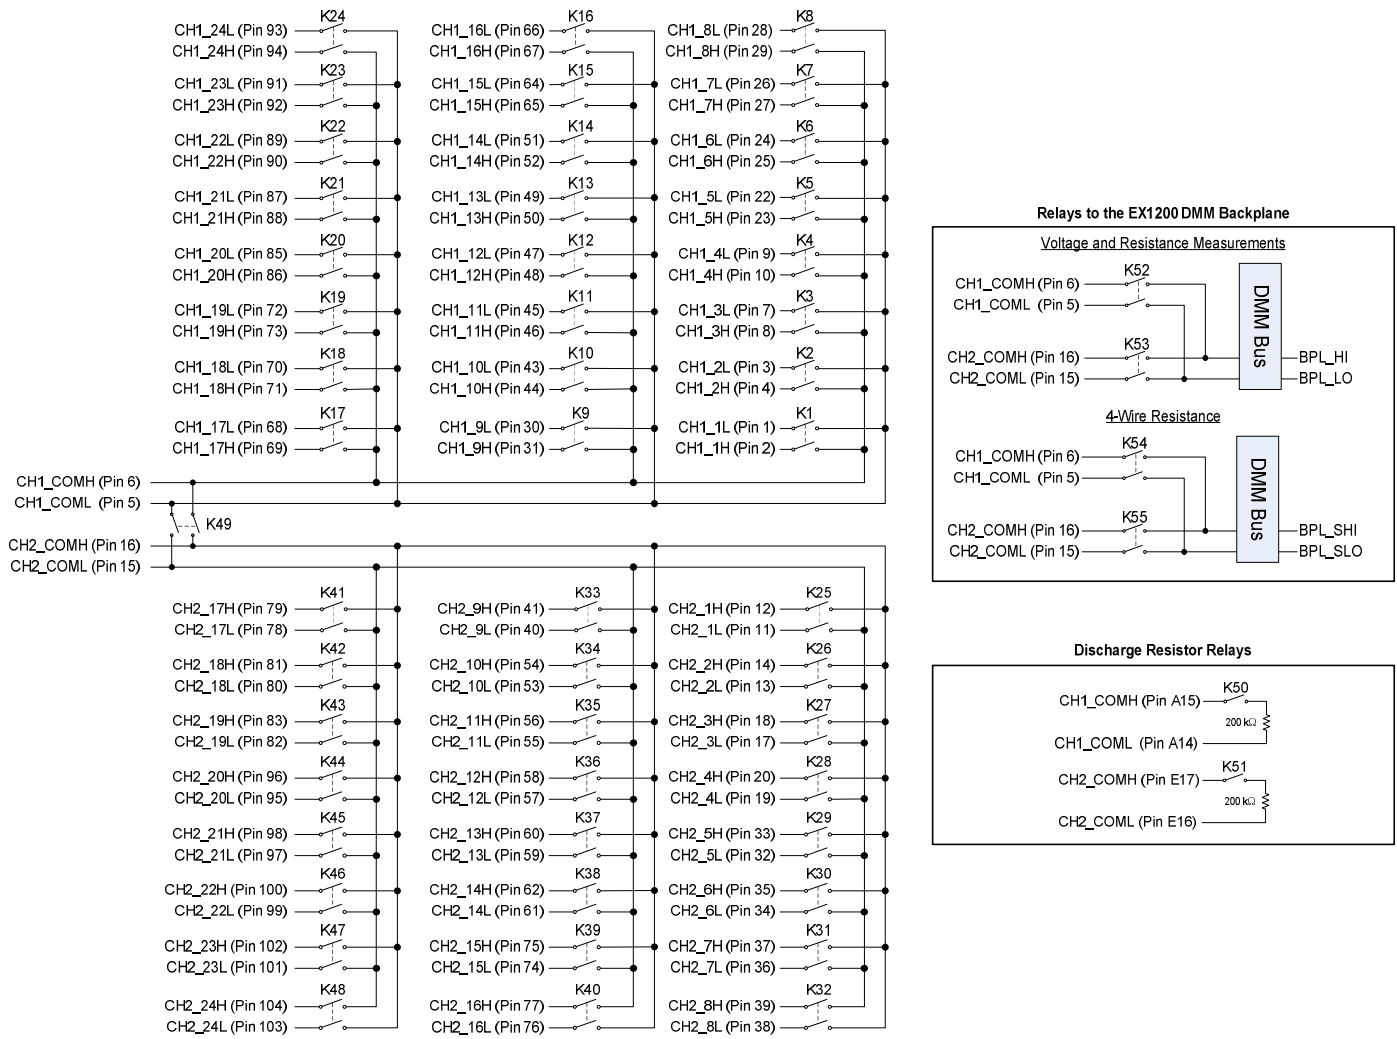 K24
CH1_24L (Pin 93)
CH1_24H (Pin 94)
K23
CH1_23L (Pin 91)
CH1_23H (Pin 92)
K22
CH1_22L (Pin 89)
CH1_22H (Pin 90)
K21
CH1_21L (Pin 87)
CH1_21H (Pin 88)
K20
CH1_20L (Pin 85)
CH1_20H (Pin 86)
K19
CH1_19L (Pin 72)
CH1_19H (Pin 73)
K18
CH1_18L (Pin 70)
CH1_18H (Pin 71)
K17
CH1_17L (Pin 68)
CH1_17H (Pin 69)
K16
CH1_16L (Pin 66)
CH1_16H (Pin 67)
K15
CH1_15L (Pin 64)
CH1_15H (Pin 65)
K14
CH1_14L (Pin 51)
CH1_14H (Pin 52)
K13
CH1_13L (Pin 49)
CH1_13H (Pin 50)
K12
CH1_12L (Pin 47)
CH1_12H (Pin 48)
K11
CH1_11L (Pin 45)
CH1_11H (Pin 46)
K10
CH1_10L (Pin 43)
CH1_10H (Pin 44)
K9
CH1_9L (Pin 30)
CH1_9H (Pin 31)
K8
CH1_8L (Pin 28)
CH1_8H (Pin 29)
K7
CH1_7L (Pin 26)
CH1_7H (Pin 27)
K6
CH1_6L (Pin 24)
CH1_6H (Pin 25)
K5
CH1_5L (Pin 22)
CH1_5H (Pin 23)
K4
CH1_4L (Pin 9)
CH1_4H (Pin 10)
K3
CH1_3L (Pin 7)
CH1_3H (Pin 8)
K2
CH1_2L (Pin 3)
CH1_2H (Pin 4)
K1
CH1_1L (Pin 1)
CH1_1H (Pin 2)
CH1_COMH (Pin 6)
CH1_COML (Pin 5)
K49
CH2_COMH (Pin 16)
CH2_COML (Pin 15)
K41
CH2_17H (Pin 79)
CH2_17L (Pin 78)
K42
CH2_18H (Pin 81)
CH2_18L (Pin 80)
K43
CH2_19H (Pin 83)
CH2_19L (Pin 82)
K44
CH2_20H (Pin 96)
CH2_20L (Pin 95)
K45
CH2_21H (Pin 98)
CH2_21L (Pin 97)
K46
CH2_22H (Pin 100)
CH2_22L (Pin 99)
K47
CH2_23H (Pin 102)
CH2_23L (Pin 101)
K48
CH2_24H (Pin 104)
CH2_24L (Pin 103)
K33
CH2_9H (Pin 41)
CH2_9L (Pin 40)
K34
CH2_10H (Pin 54)
CH2_10L (Pin 53)
K35
CH2_11H (Pin 56)
CH2_11L (Pin 55)
K36
CH2_12H (Pin 58)
CH2_12L (Pin 57)
K37
CH2_13H (Pin 60)
CH2_13L (Pin 59)
K38
CH2_14H (Pin 62)
CH2_14L (Pin 61)
K39
CH2_15H (Pin 75)
CH2_15L (Pin 74)
K40
CH2_16H (Pin 77)
CH2_16L (Pin 76)
K25
CH2_1H (Pin 12)
CH2_1L (Pin 11)
K26
CH2_2H (Pin 14)
CH2_2L (Pin 13)
K27
CH2_3H (Pin 18)
CH2_3L (Pin 17)
K28
CH2_4H (Pin 20)
CH2_4L (Pin 19)
K29
CH2_5H (Pin 33)
CH2_5L (Pin 32)
K30
CH2_6H (Pin 35)
CH2_6L (Pin 34)
K31
CH2_7H (Pin 37)
CH2_7L (Pin 36)
K32
CH2_8H (Pin 39)
CH2_8L (Pin 38)
Relays to the EX1200 DMM Backplane
Voltage and Resistance Measurements
K52
CH1_COMH (Pin 6)
CH1_COML (Pin 5)
K53
CH2_COMH (Pin 16)
CH2_COML (Pin 15)
DMM Bus
BPL_HI
BPL_LO
4-Wire Resistance
K54
CH1_COMH (Pin 6)
CH1_COML (Pin 5)
K55
CH2_COMH (Pin 16)
CH2_COML (Pin 15)
DMM Bus
BPL_SHI
BPL_SLO
Discharge Resistor Relays
K50
CH1_COMH (Pin A15)
200 kΩ
CH1_COML (Pin A14)
K51
CH2_COMH (Pin E17)
200 kΩ
CH2_COML (Pin E16)